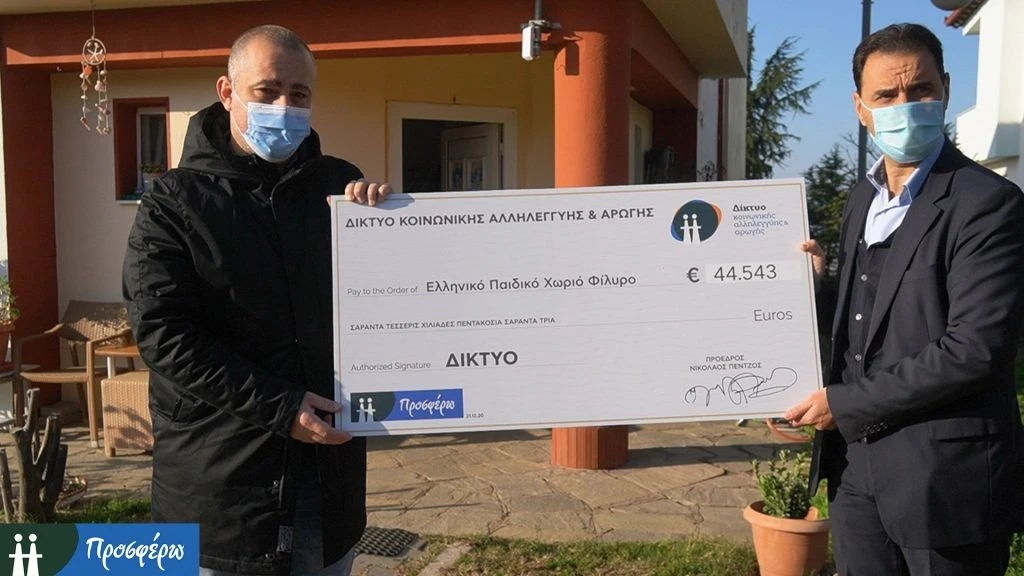 ΔΙΚΤΥΟ ΚΟΙΝΩΝΙΚΗΣ ΑΛΛΗΛΕΓΓΥΗΣ & ΑΡΩΓΗΣ
Δίκτυο
κοινωνικής
αλληλεγγύης &
αρωγής
Pay to the Order of Ελληνικό Παιδικό Χωριό Φίλυρο € 44.543
ΣΑΡΑΝΤΑ ΤΕΣΣΕΡΙΣ ΧΙΛΙΑΔΕΣ ΠΕΝΤΑΚΟΣΙΑ ΣΑΡΑΝΤΑ ΤΡΙΑ Euros
Authorized Signature ΔΙΚΤΥΟ
ΠΡΟΕΔΡΟΣ
ΝΙΚΟΛΑΟΣ ΠΕΝΤΖΟΣ
Προσφέρω 21.12.20
Προσφέρω